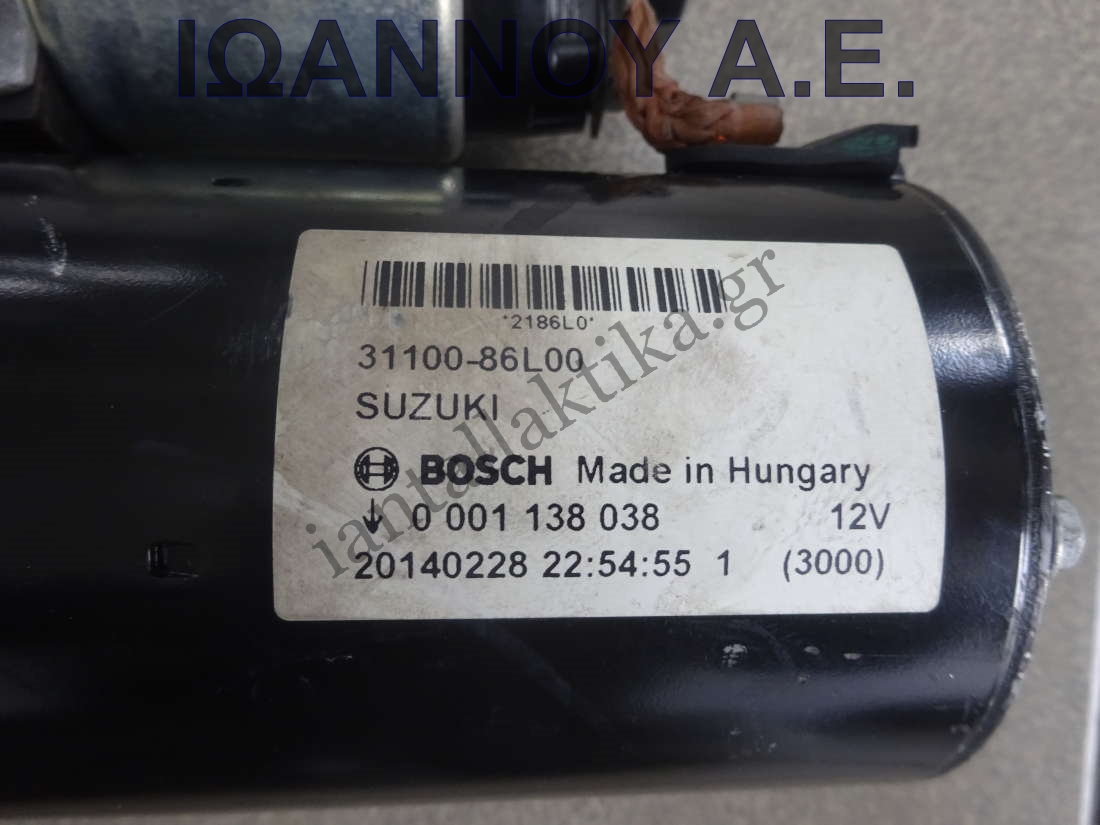 ΙΩΑΝΝΟΥ Α.Ε.
*2186L0*
31100-86L00
SUZUKI
BOSCH Made in Hungary
↓ 0 001 138 038 12V
20140228 22:54:55 1 (3000)
iantallaktika.gr